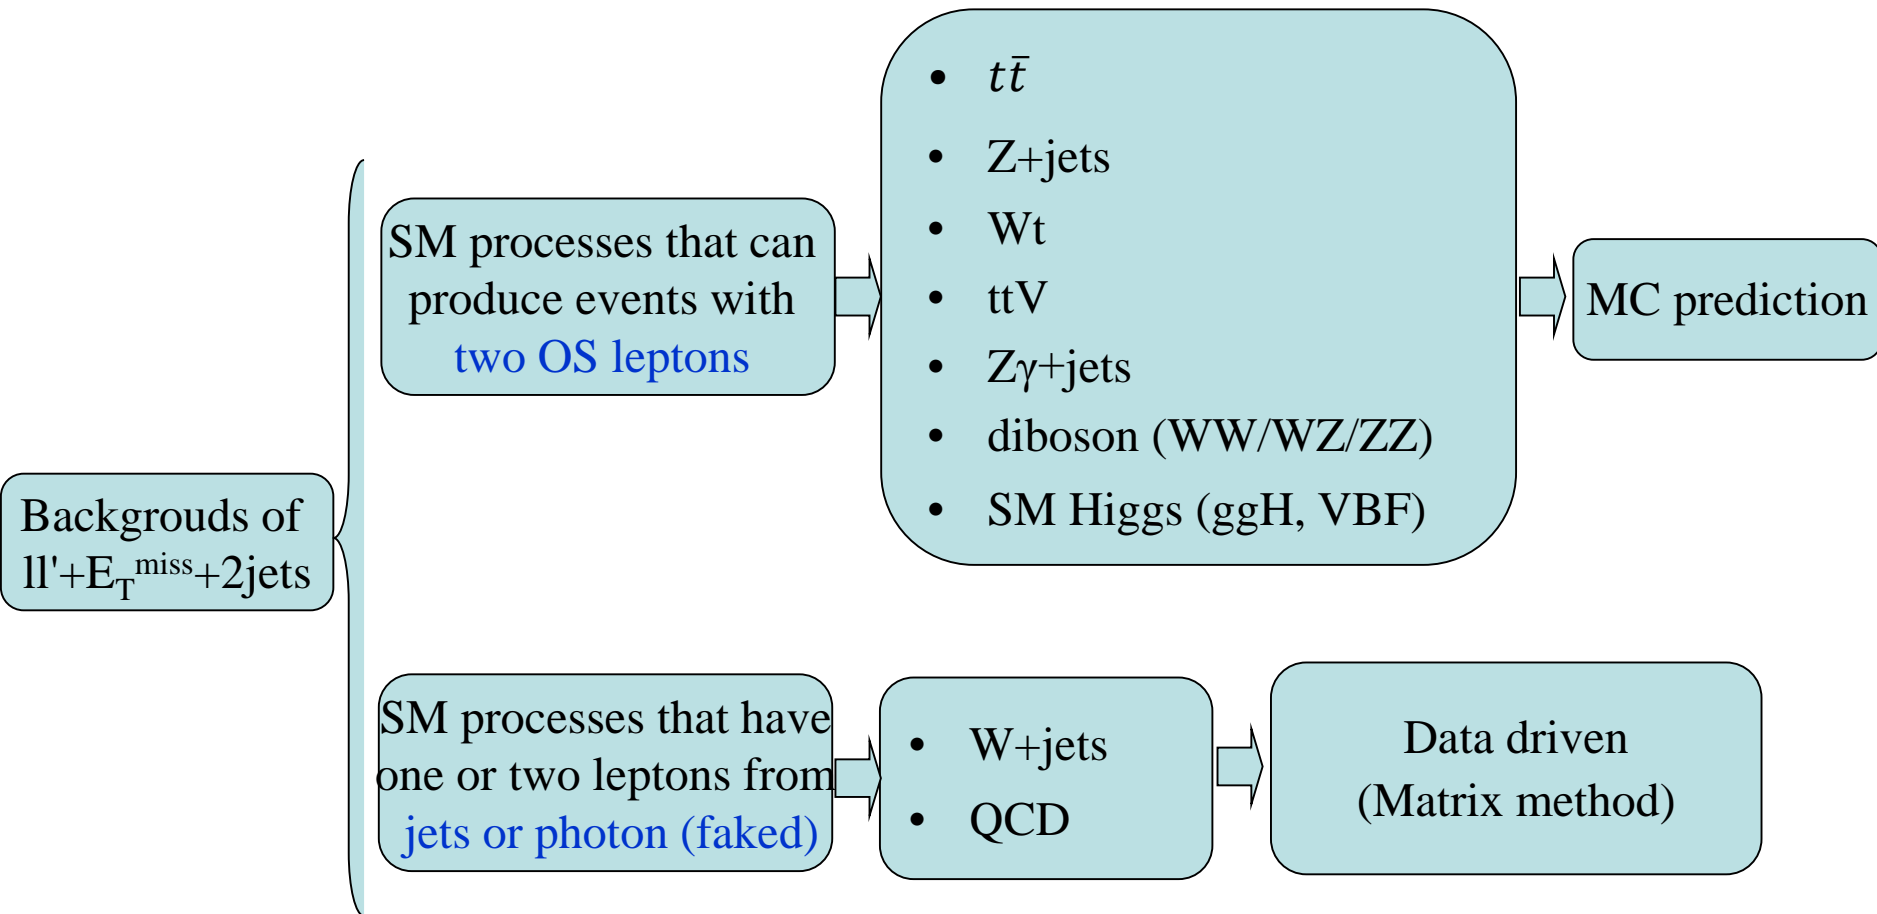 • 𝑡𝑡̄
• Z+jets
• Wt
• ttV
• Zγ+jets
• diboson (WW/WZ/ZZ)
• SM Higgs (ggH, VBF)
SM processes that can
produce events with
two OS leptons
MC prediction
Backgrouds of
ll'+E_T^miss+2jets
SM processes that have
one or two leptons from
jets or photon (faked)
• W+jets
• QCD
Data driven
(Matrix method)